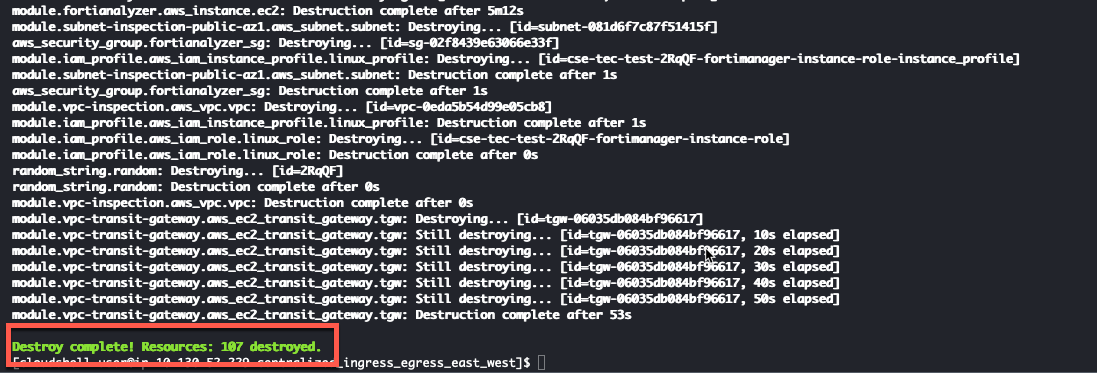 module.fortianalyzer.aws_instance.ec2: Destruction complete after 5m12s
module.subnet-inspection-public-az1.aws_subnet.subnet: Destroying... [id=subnet-081d6f7c87f51415f]
aws_security_group.fortianalyzer_sg: Destroying... [id=sg-02f8439e63066e33f]
module.iam_profile.aws_iam_instance_profile.linux_profile: Destroying... [id=cse-tec-test-2RqQF-fortimanager-instance-role-instance_profile]
module.subnet-inspection-public-az1.aws_subnet.subnet: Destruction complete after 1s
aws_security_group.fortianalyzer_sg: Destruction complete after 1s
module.vpc-inspection.aws_vpc.vpc: Destroying... [id=vpc-0eda5b54d99e05cb8]
module.iam_profile.aws_iam_instance_profile.linux_profile: Destruction complete after 1s
module.iam_profile.aws_iam_role.linux_role: Destroying... [id=cse-tec-test-2RqQF-fortimanager-instance-role]
module.iam_profile.aws_iam_role.linux_role: Destruction complete after 0s
random_string.random: Destroying... [id=2RqQF]
random_string.random: Destruction complete after 0s
module.vpc-inspection.aws_vpc.vpc: Destruction complete after 0s
module.vpc-transit-gateway.aws_ec2_transit_gateway.tgw: Destroying... [id=tgw-06035db084bf96617]
module.vpc-transit-gateway.aws_ec2_transit_gateway.tgw: Still destroying... [id=tgw-06035db084bf96617, 10s elapsed]
module.vpc-transit-gateway.aws_ec2_transit_gateway.tgw: Still destroying... [id=tgw-06035db084bf96617, 20s elapsed]
module.vpc-transit-gateway.aws_ec2_transit_gateway.tgw: Still destroying... [id=tgw-06035db084bf96617, 30s elapsed]
module.vpc-transit-gateway.aws_ec2_transit_gateway.tgw: Still destroying... [id=tgw-06035db084bf96617, 40s elapsed]
module.vpc-transit-gateway.aws_ec2_transit_gateway.tgw: Still destroying... [id=tgw-06035db084bf96617, 50s elapsed]
module.vpc-transit-gateway.aws_ec2_transit_gateway.tgw: Destruction complete after 53s
Destroy complete! Resources: 107 destroyed.
_ingress_egress_east_west]$